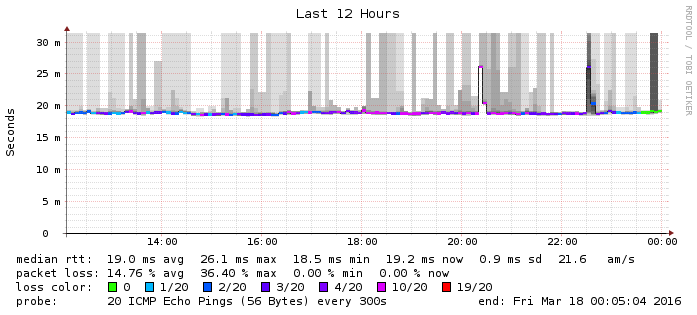 Last 12 Hours
RRDTOOL / TOBI OETIKER
Seconds
30 m
25 m
20 m
15 m
10 m
5 m
0
14:00 16:00 18:00 20:00 22:00 00:00
median rtt: 19.0 ms avg 26.1 ms max 18.5 ms min 19.2 ms now 0.9 ms sd 21.6 am/s
packet loss: 14.76 % avg 36.40 % max 0.00 % min 0.00 % now
loss color: 0 1/20 2/20 3/20 4/20 10/20 19/20
probe: 20 ICMP Echo Pings (56 Bytes) every 300s end: Fri Mar 18 00:05:04 2016